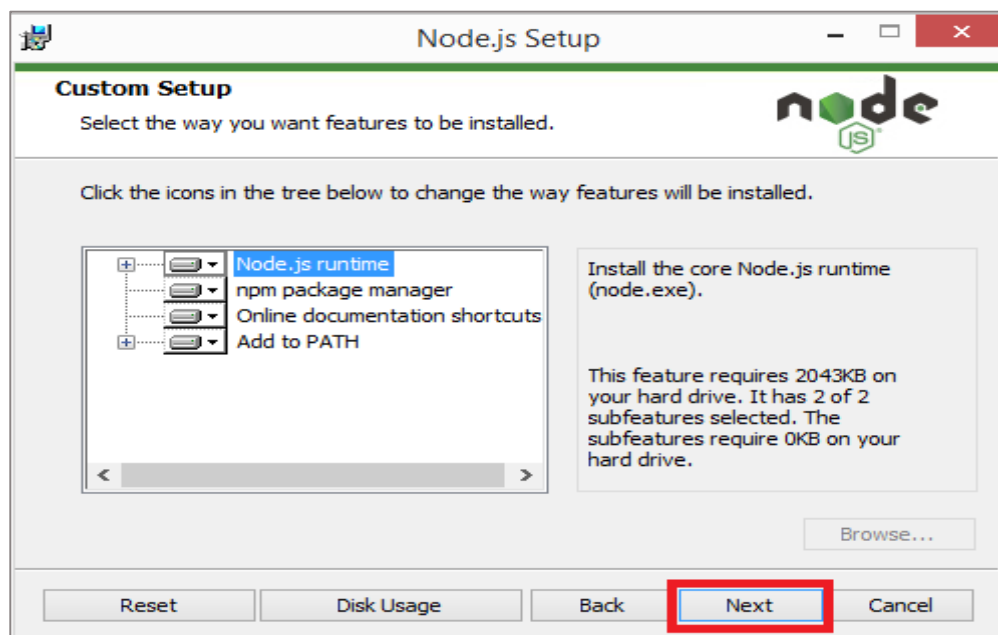 Node.js Setup
Custom Setup
Select the way you want features to be installed.
node
JS
Click the icons in the tree below to change the way features will be installed.
Node.js runtime
npm package manager
Online documentation shortcuts
Add to PATH
Install the core Node.js runtime
(node.exe).
This feature requires 2043KB on
your hard drive. It has 2 of 2
subfeatures selected. The
subfeatures require 0KB on your
hard drive.
Browse...
Reset
Disk Usage
Back
Next
Cancel